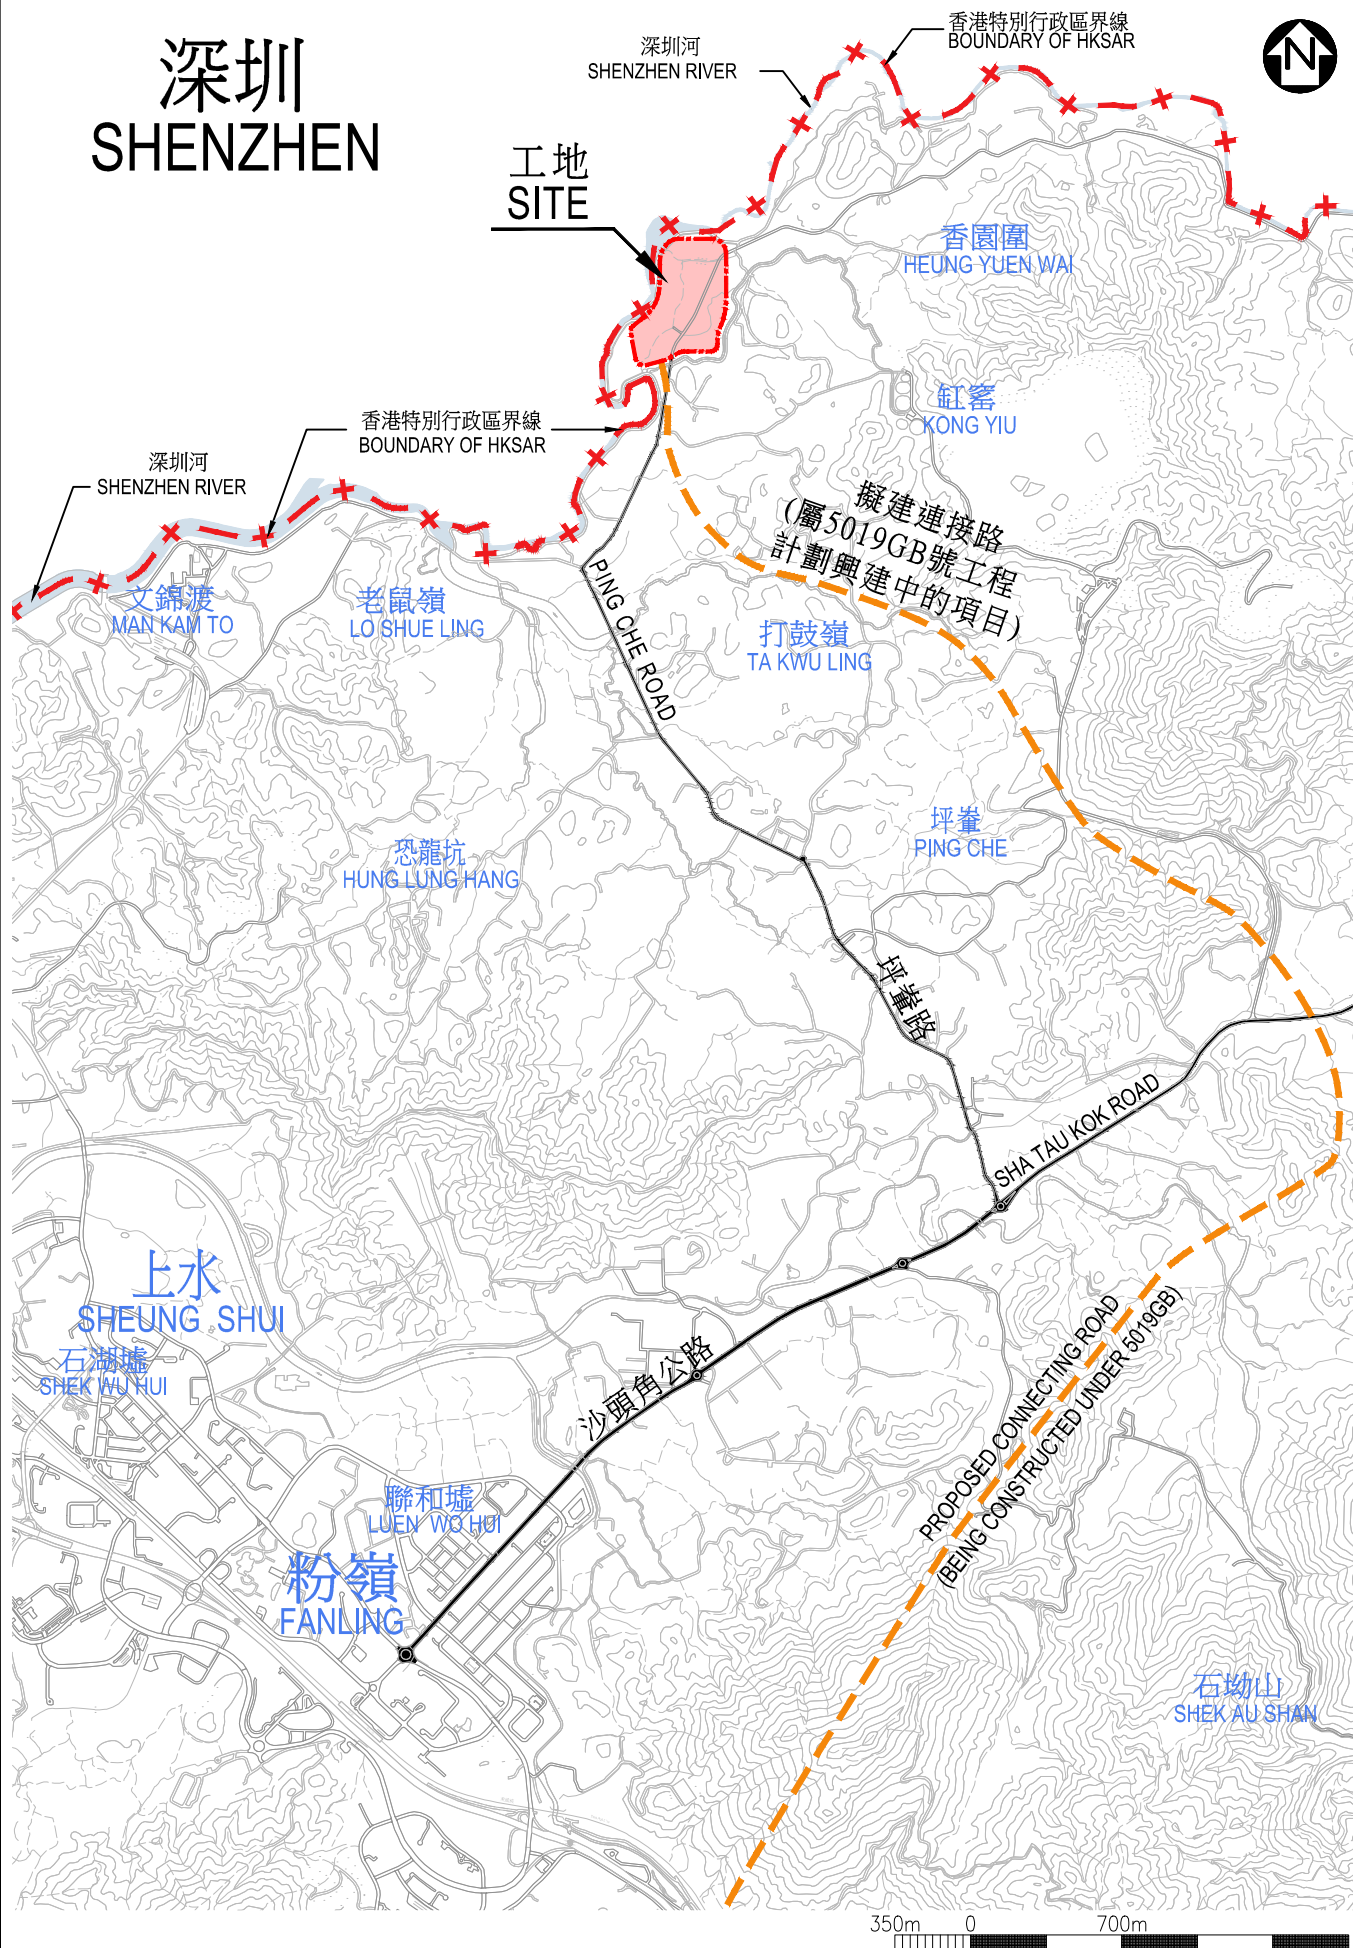 深圳
SHENZHEN
深圳河
SHENZHEN RIVER
香港特別行政區界線
BOUNDARY OF HKSAR
N
工地
SITE
香園圍
HEUNG YUEN WAI
缸窰
KONG YIU
香港特別行政區界線
BOUNDARY OF HKSAR
深圳河
SHENZHEN RIVER
擬建連接路
(屬5019GB號工程
計劃興建中的項目)
文錦渡
MAN KAM TO
老鼠嶺
LO SHUE LING
PING CHE ROAD
打鼓嶺
TA KWU LING
坪輋
PING CHE
恐龍坑
HUNG LUNG HANG
坪輋路
SHA TAU KOK ROAD
上水
SHEUNG SHUI
石湖墟
SHEK WU HUI
沙頭角公路
PROPOSED CONNECTING ROAD
(BEING CONSTRUCTED UNDER 5019GB)
聯和墟
LUEN WO HUI
粉嶺
FANLING
石坳山
SHEK AU SHAN
350m 0 700m